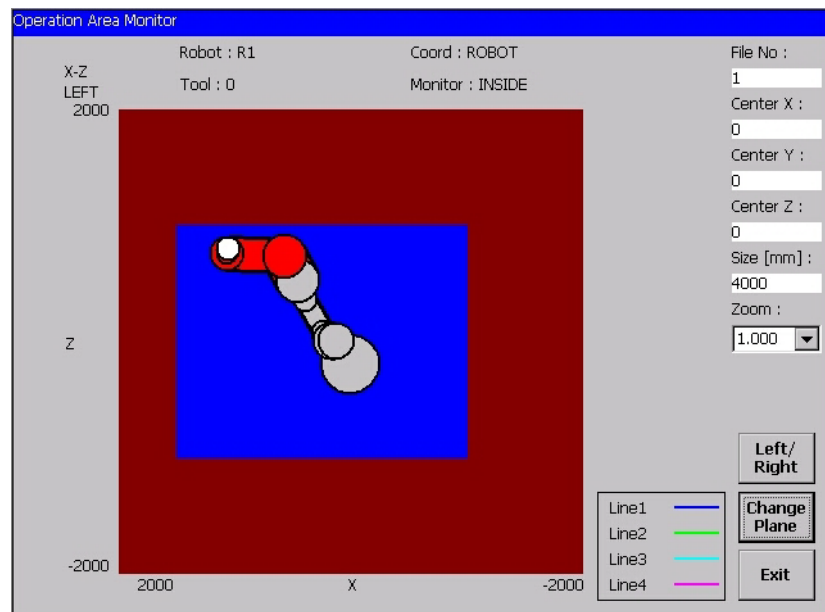 Operation Area Monitor
Robot : R1
Coord : ROBOT
File No :
X-Z
LEFT
Tool : 0
Monitor : INSIDE
1
2000
Center X :
0
Center Y :
0
Center Z :
0
Size [mm] :
4000
Zoom :
1.000
Z
Left/
Right
Line1
Line2
Line3
Line4
Change
Plane
Exit
-2000
2000
X
-2000